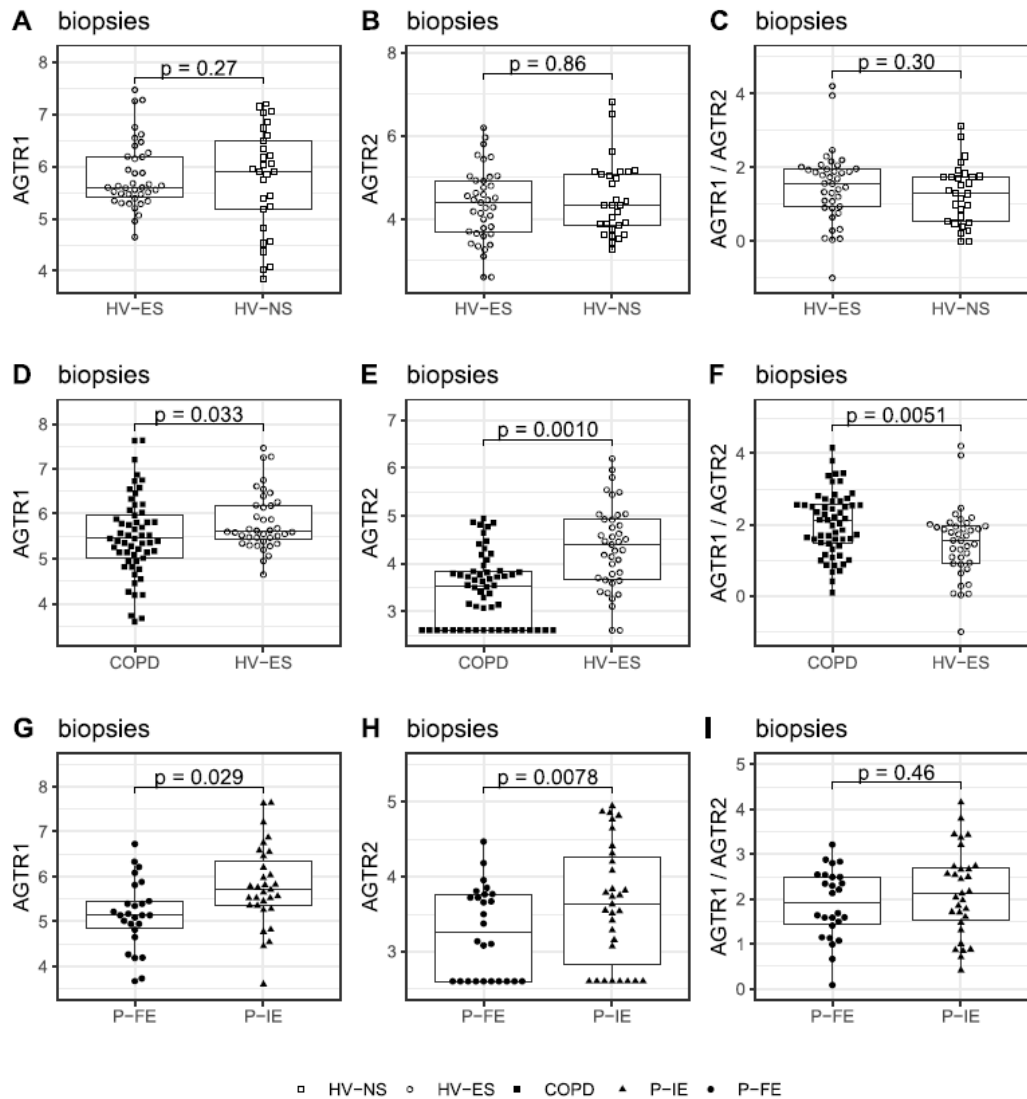 A biopsies
B biopsies
C biopsies
p = 0.27
p = 0.86
p = 0.30
AGTR1
8
7
6
5
4
HV−ES HV−NS
AGTR2
8
6
4
HV−ES HV−NS
AGTR1 / AGTR2
4
2
0
HV−ES HV−NS
D biopsies
E biopsies
F biopsies
p = 0.033
p = 0.0010
p = 0.0051
AGTR1
8
7
6
5
4
COPD HV−ES
AGTR2
7
6
5
4
3
COPD HV−ES
AGTR1 / AGTR2
4
2
0
COPD HV−ES
G biopsies
H biopsies
I biopsies
p = 0.029
p = 0.0078
p = 0.46
AGTR1
8
7
6
5
4
P−FE P−IE
AGTR2
5
4
3
P−FE P−IE
AGTR1 / AGTR2
5
4
3
2
1
0
P−FE P−IE
HV−NS HV−ES COPD P−IE P−FE